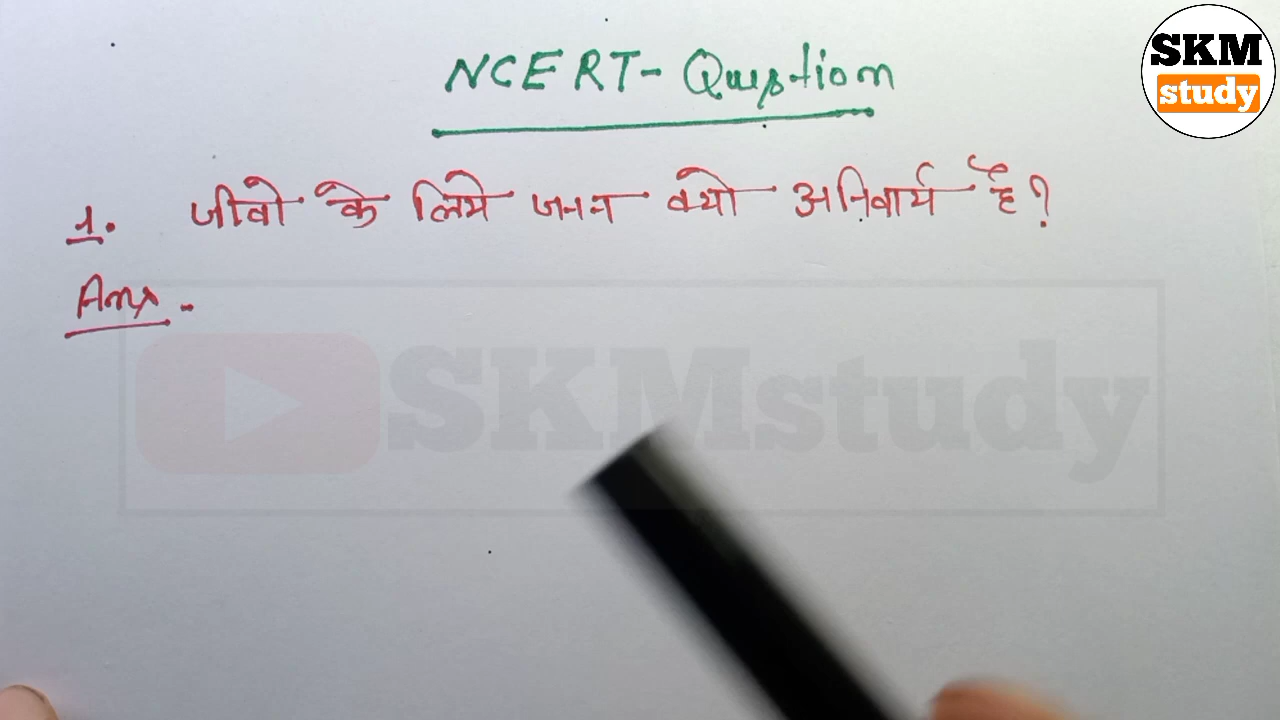 NCERT- Question
SKM
study
1. जीवो के लिये जनन क्यो अनिवार्य है?
Ans -
SKMstudy